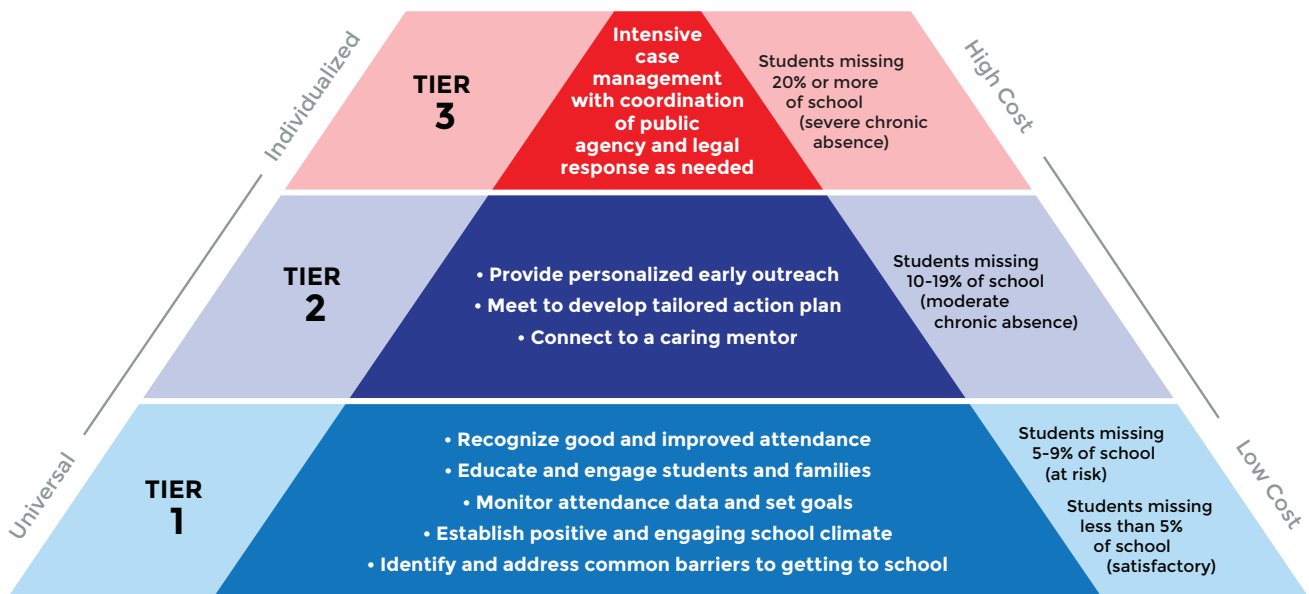 Individualized
TIER
3
Intensive
case
management
with coordination
of public
agency and legal
response as needed
Students missing
20% or more
of school
(severe chronic
absence)
High Cost
TIER
2
• Provide personalized early outreach
• Meet to develop tailored action plan
• Connect to a caring mentor
Students missing
10-19% of school
(moderate
chronic absence)
Universal
TIER
1
• Recognize good and improved attendance
• Educate and engage students and families
• Monitor attendance data and set goals
• Establish positive and engaging school climate
• Identify and address common barriers to getting to school
Students missing
5-9% of school
(at risk)
Students missing
less than 5%
of school
(satisfactory)
Low Cost